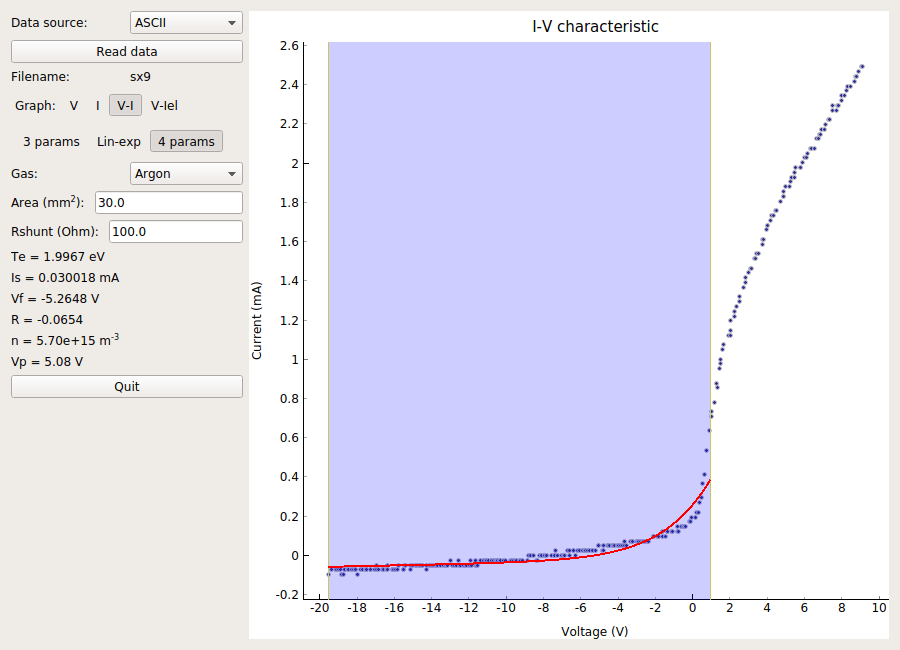 Data source: ASCII
Read data
Filename: sx9
Graph: V I V-I V-Iel
3 params Lin-exp 4 params
Gas: Argon
Area (mm²): 30.0
Rshunt (Ohm): 100.0
Te = 1.9967 eV
Is = 0.030018 mA
Vf = -5.2648 V
R = -0.0654
n = 5.70e+15 m⁻³
Vp = 5.08 V
Quit
I-V characteristic
2.6
2.4
2.2
2
1.8
1.6
1.4
1.2
1
0.8
0.6
0.4
0.2
0
-0.2
Current (mA)
-20 -18 -16 -14 -12 -10 -8 -6 -4 -2 0 2 4 6 8 10
Voltage (V)